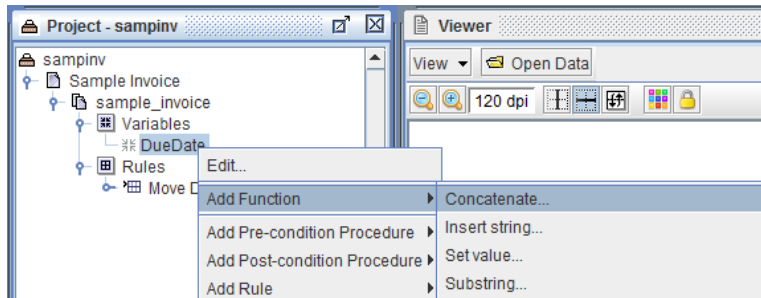 Project - sampinv
sampinv
Sample Invoice
sample_invoice
Variables
DueDate
Rules
Move D
Edit...
Add Function
Add Pre-condition Procedure
Add Post-condition Procedure
Add Rule
Concatenate...
Insert string...
Set value...
Substring...
Viewer
View
Open Data
120 dpi